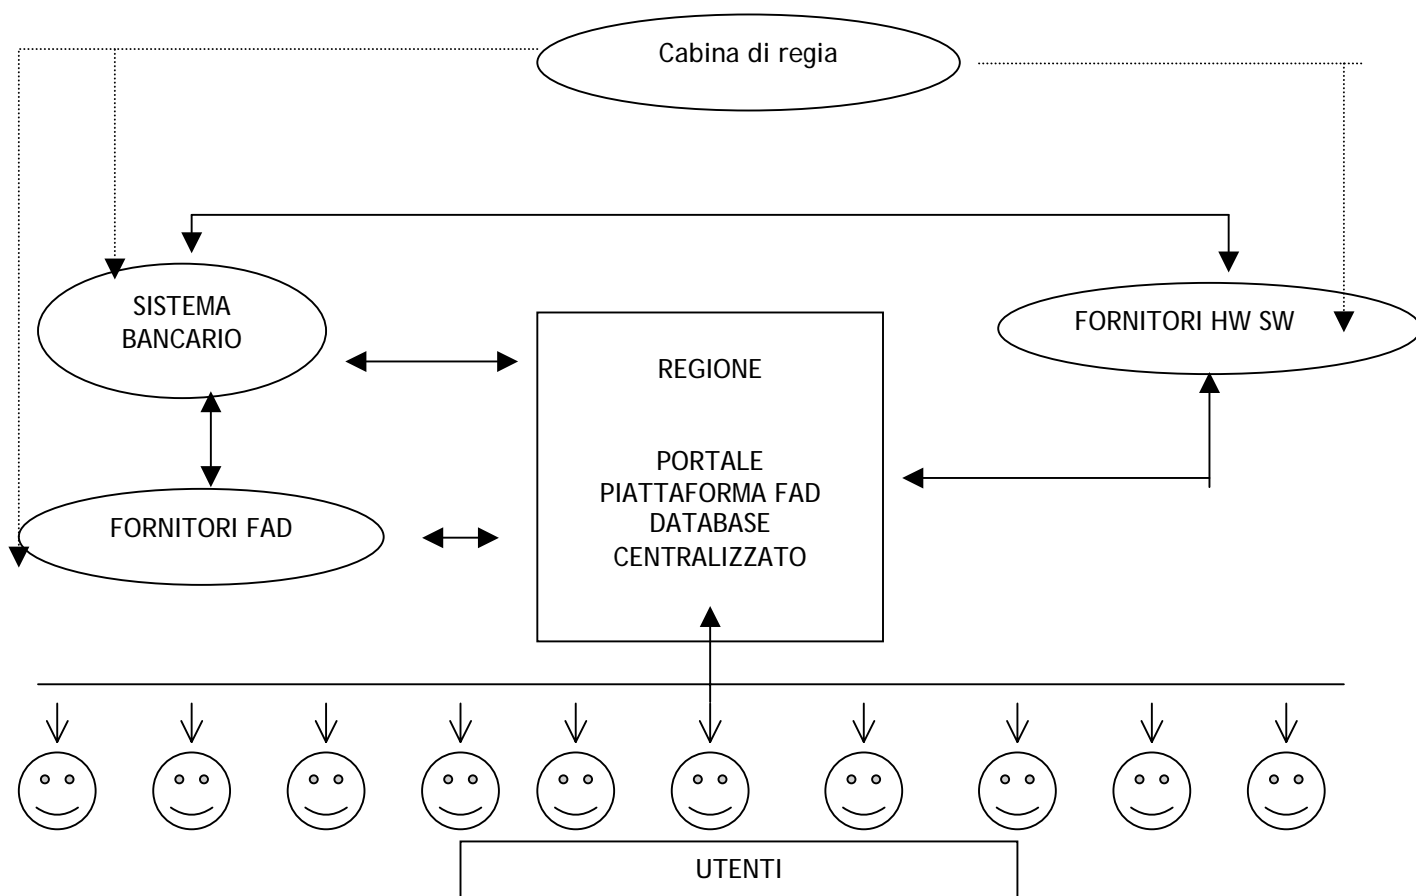 Cabina di regia
SISTEMA
BANCARIO
FORNITORI HW SW
REGIONE
PORTALE
PIATTAFORMA FAD
DATABASE
CENTRALIZZATO
FORNITORI FAD
UTENTI